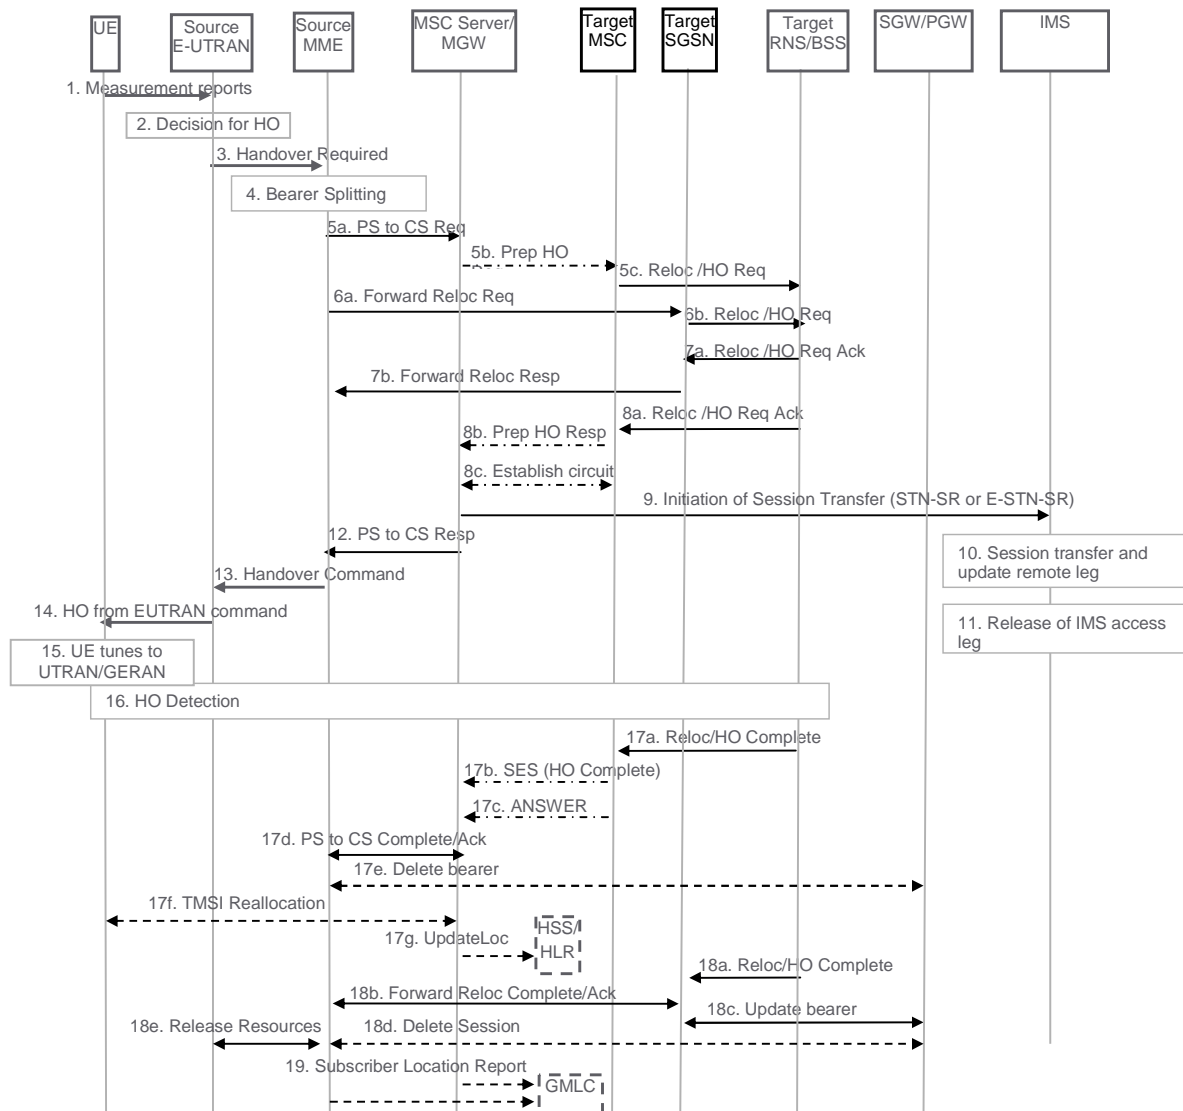 UE
Source
E-UTRAN
Source
MME
MSC Server/
MGW
Target
MSC
Target
SGSN
Target
RNS/BSS
SGW/PGW
IMS
1. Measurement reports
2. Decision for HO
3. Handover Required
4. Bearer Splitting
5a. PS to CS Req
5b. Prep HO
5c. Reloc /HO Req
6a. Forward Reloc Req
6b. Reloc /HO Req
7a. Reloc /HO Req Ack
7b. Forward Reloc Resp
8a. Reloc /HO Req Ack
8b. Prep HO Resp
8c. Establish circuit
9. Initiation of Session Transfer (STN-SR or E-STN-SR)
12. PS to CS Resp
10. Session transfer and
update remote leg
13. Handover Command
14. HO from EUTRAN command
11. Release of IMS access
leg
15. UE tunes to
UTRAN/GERAN
16. HO Detection
17a. Reloc/HO Complete
17b. SES (HO Complete)
17c. ANSWER
17d. PS to CS Complete/Ack
17e. Delete bearer
17f. TMSI Reallocation
17g. UpdateLoc
HSS/
HLR
18a. Reloc/HO Complete
18b. Forward Reloc Complete/Ack
18c. Update bearer
18e. Release Resources
18d. Delete Session
19. Subscriber Location Report
GMLC